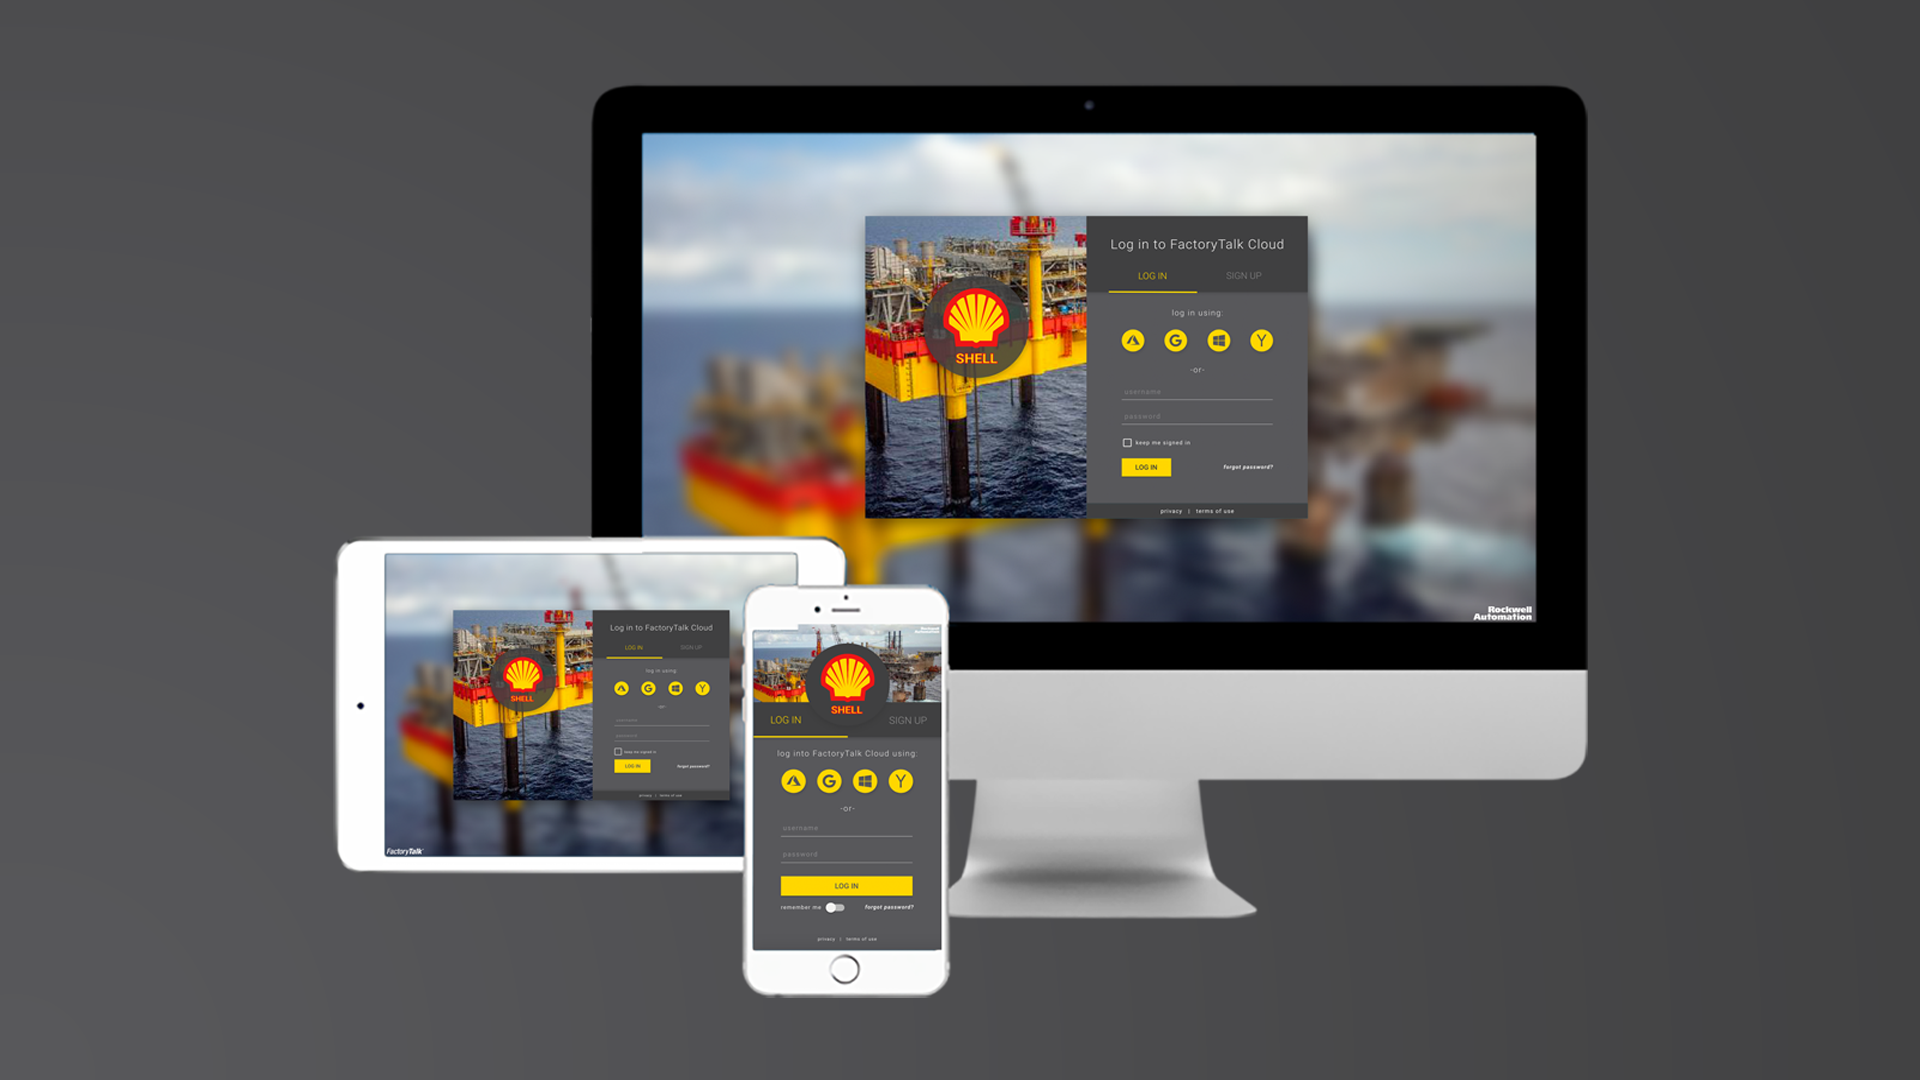 Log in to FactoryTalk Cloud
LOG IN SIGN UP
log in using:
G Y
-or-
username
password
keep me signed in
LOG IN forgot password?
privacy | terms of use
SHELL
Rockwell
Automation
Log in to FactoryTalk Cloud
LOG IN SIGN UP
log in using:
G Y
-or-
username
password
keep me signed in
LOG IN forgot password?
privacy | terms of use
SHELL
FactoryTalk
Rockwell
Automation
SHELL
LOG IN SIGN UP
log into FactoryTalk Cloud using:
G Y
-or-
username
password
LOG IN
remember me forgot password?
privacy | terms of use